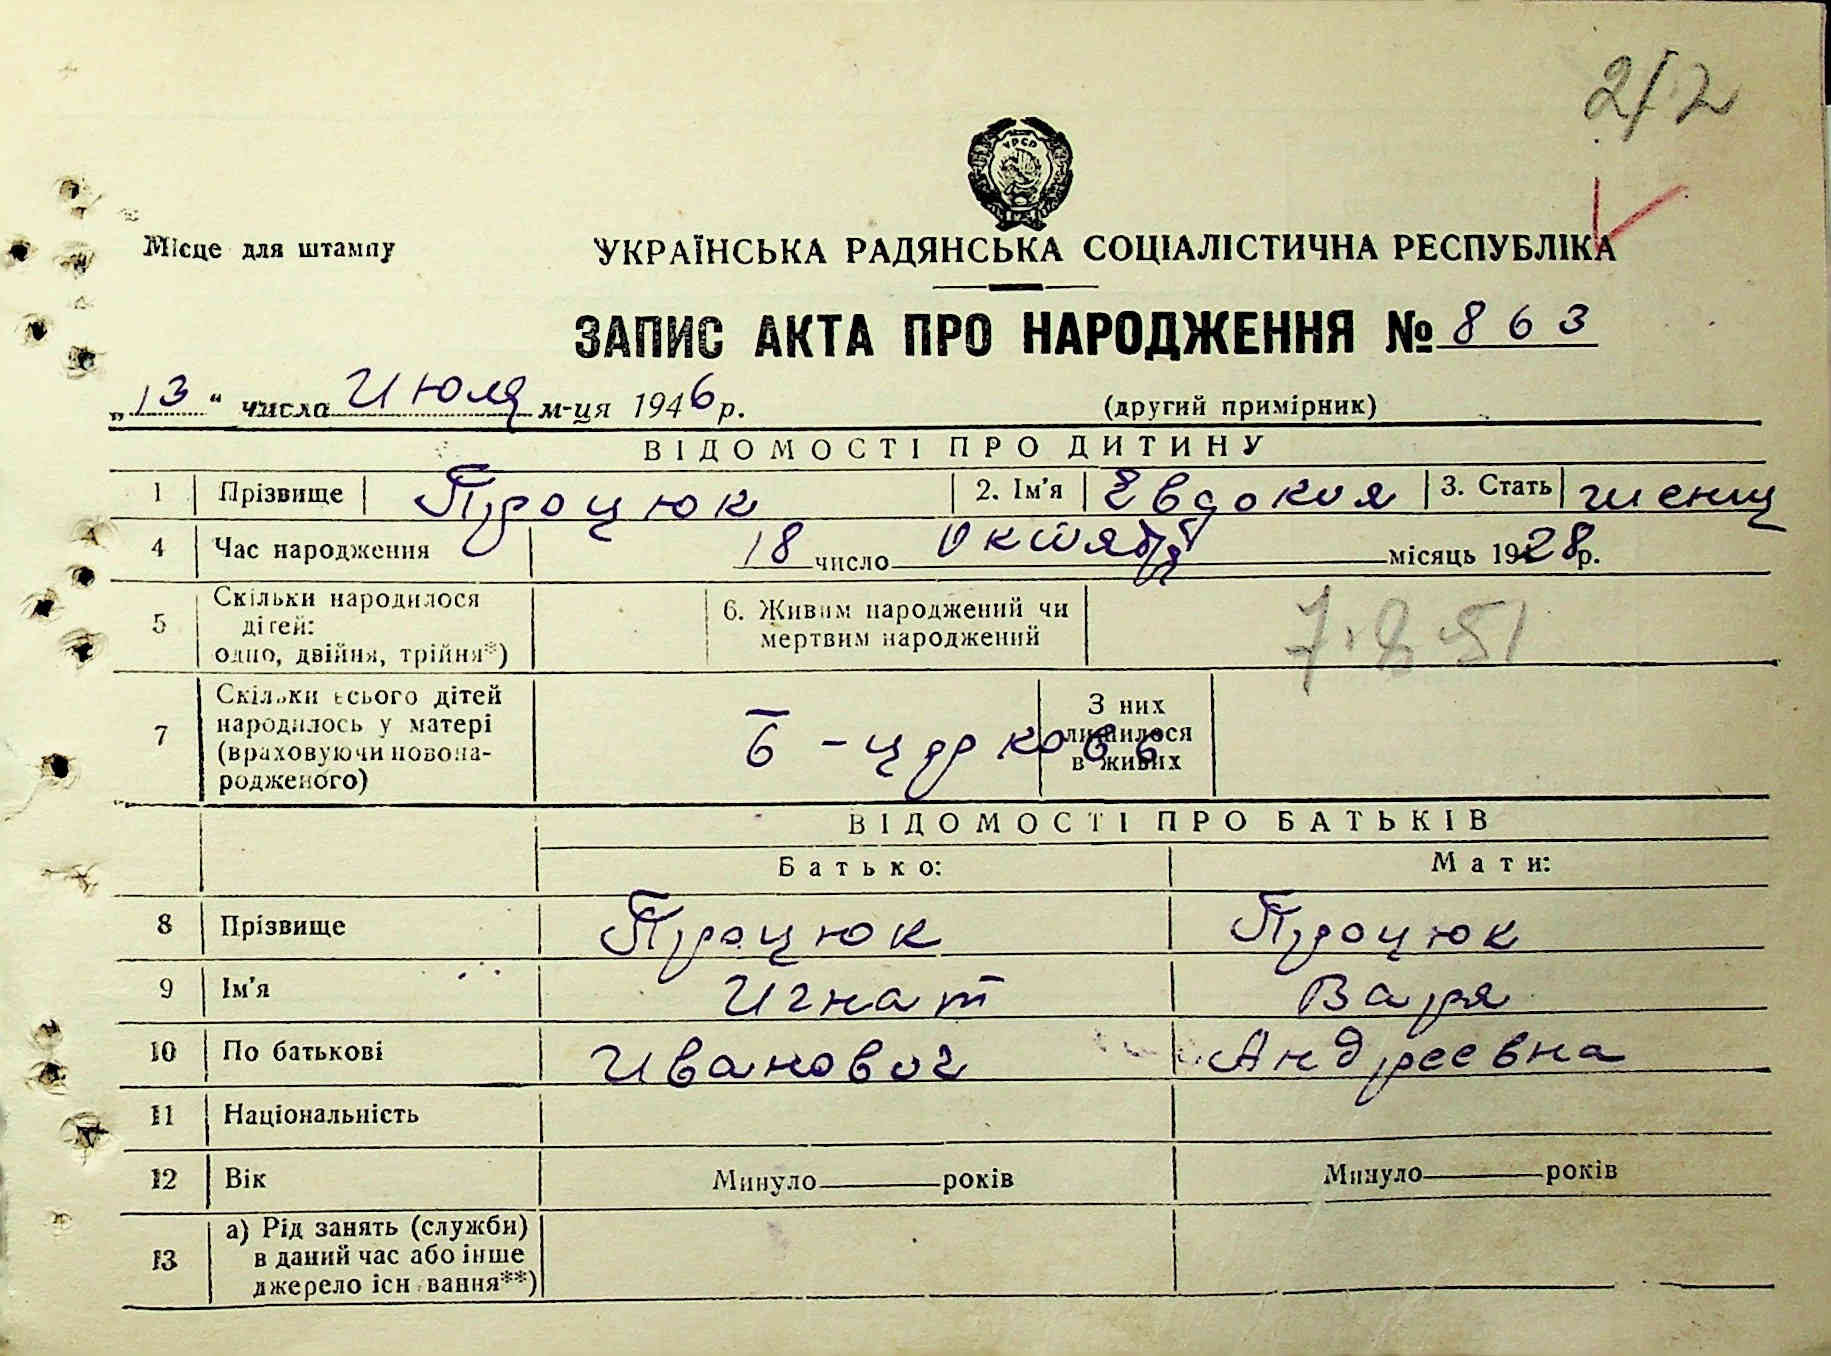 2/2
УРСР
Місце для штампу
УКРАЇНСЬКА РАДЯНСЬКА СОЦІАЛІСТИЧНА РЕСПУБЛІКА
ЗАПИС АКТА ПРО НАРОДЖЕННЯ № 863
„13“ числа Июля м-ця 1946 р. (другий примірник)
ВІДОМОСТІ ПРО ДИТИНУ
1 Прізвище Процюк 2. Ім'я Евдокия 3. Стать женщ
4 Час народження 18 число Октября місяць 1928 р.
5 Скільки народилося дітей: одно, двійня, трійня*) 6. Живим народжений чи мертвим народжений 7.8.51
7 Скільки всього дітей народилось у матері (враховуючи новонародженого) Б - церковь З них лишилося в живих
ВІДОМОСТІ ПРО БАТЬКІВ
Батько: Мати:
8 Прізвище Процюк Процюк
9 Ім'я Игнат Варя
10 По батькові Иванович Андреевна
11 Національність
12 Вік Минуло років Минуло років
13 а) Рід занять (служби) в даний час або інше джерело існування**)